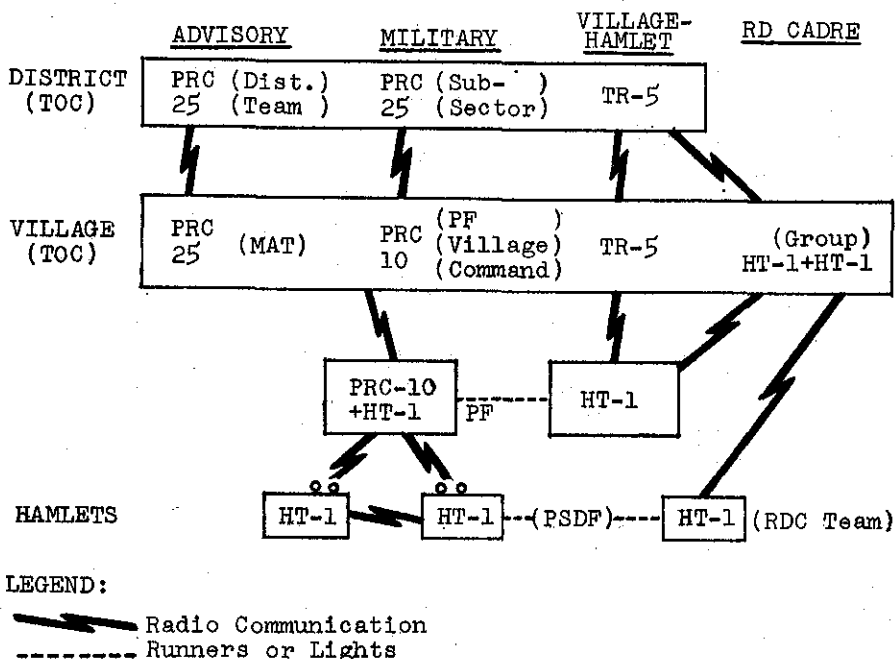 ADVISORY MILITARY VILLAGE-HAMLET RD CADRE
DISTRICT (TOC)
PRC 25 (Dist.) (Team )
PRC 25 (Sub- ) (Sector)
TR-5
VILLAGE (TOC)
PRC 25 (MAT)
PRC 10 (PF ) (Village) (Command)
TR-5
(Group)
HT-1+HT-1
PRC-10
+HT-1
PF
HT-1
HAMLETS
HT-1
HT-1
(PSDF)
HT-1
(RDC Team)
LEGEND:
Radio Communication
Runners or Lights